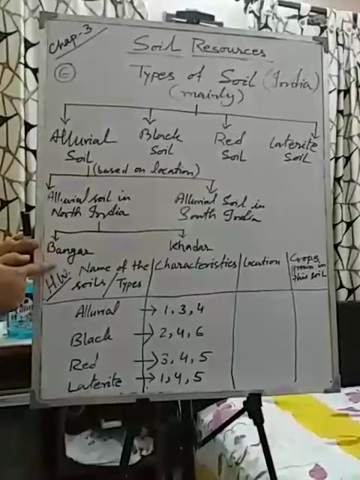 Chap-3
Soil Resources
6
Types of Soil (India)
(mainly)
Alluvial Soil
Black Soil
Red Soil
Laterite Soil
(based on location)
Alluvial soil in North India
Alluvial Soil in South India
Bangar
Khadar
H.W. Name of the soils/Types
Characteristics
Location
Crops grown in this soil
Alluvial → 1, 3, 4
Black → 2, 4, 6
Red → 3, 4, 5
Laterite → 1, 4, 5